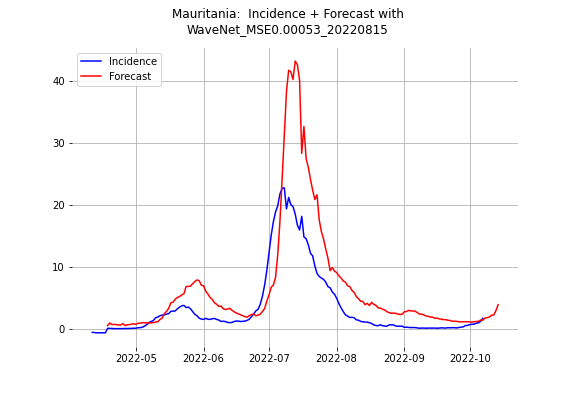 Mauritania:  Incidence + Forecast with
WaveNet_MSE0.00053_20220815
Incidence
Forecast
40
30
20
10
0
2022-05 2022-06 2022-07 2022-08 2022-09 2022-10